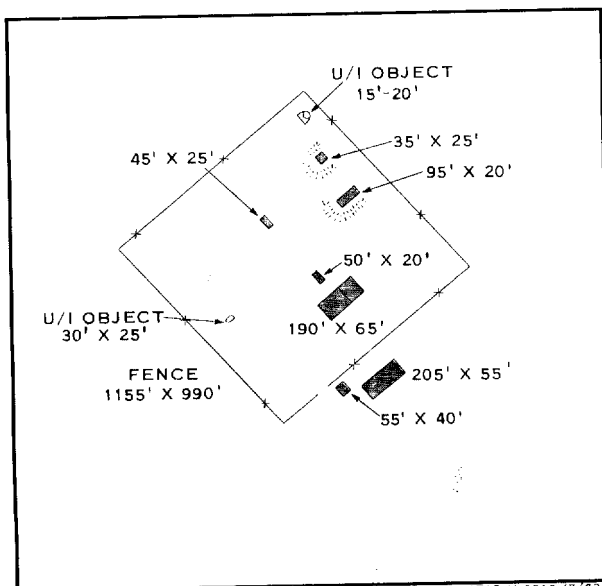 U/I OBJECT
15'-20'
35' X 25'
45' X 25'
95' X 20'
50' X 20'
U/I OBJECT
30' X 25'
190' X 65'
FENCE
1155' X 990'
205' X 55'
55' X 40'